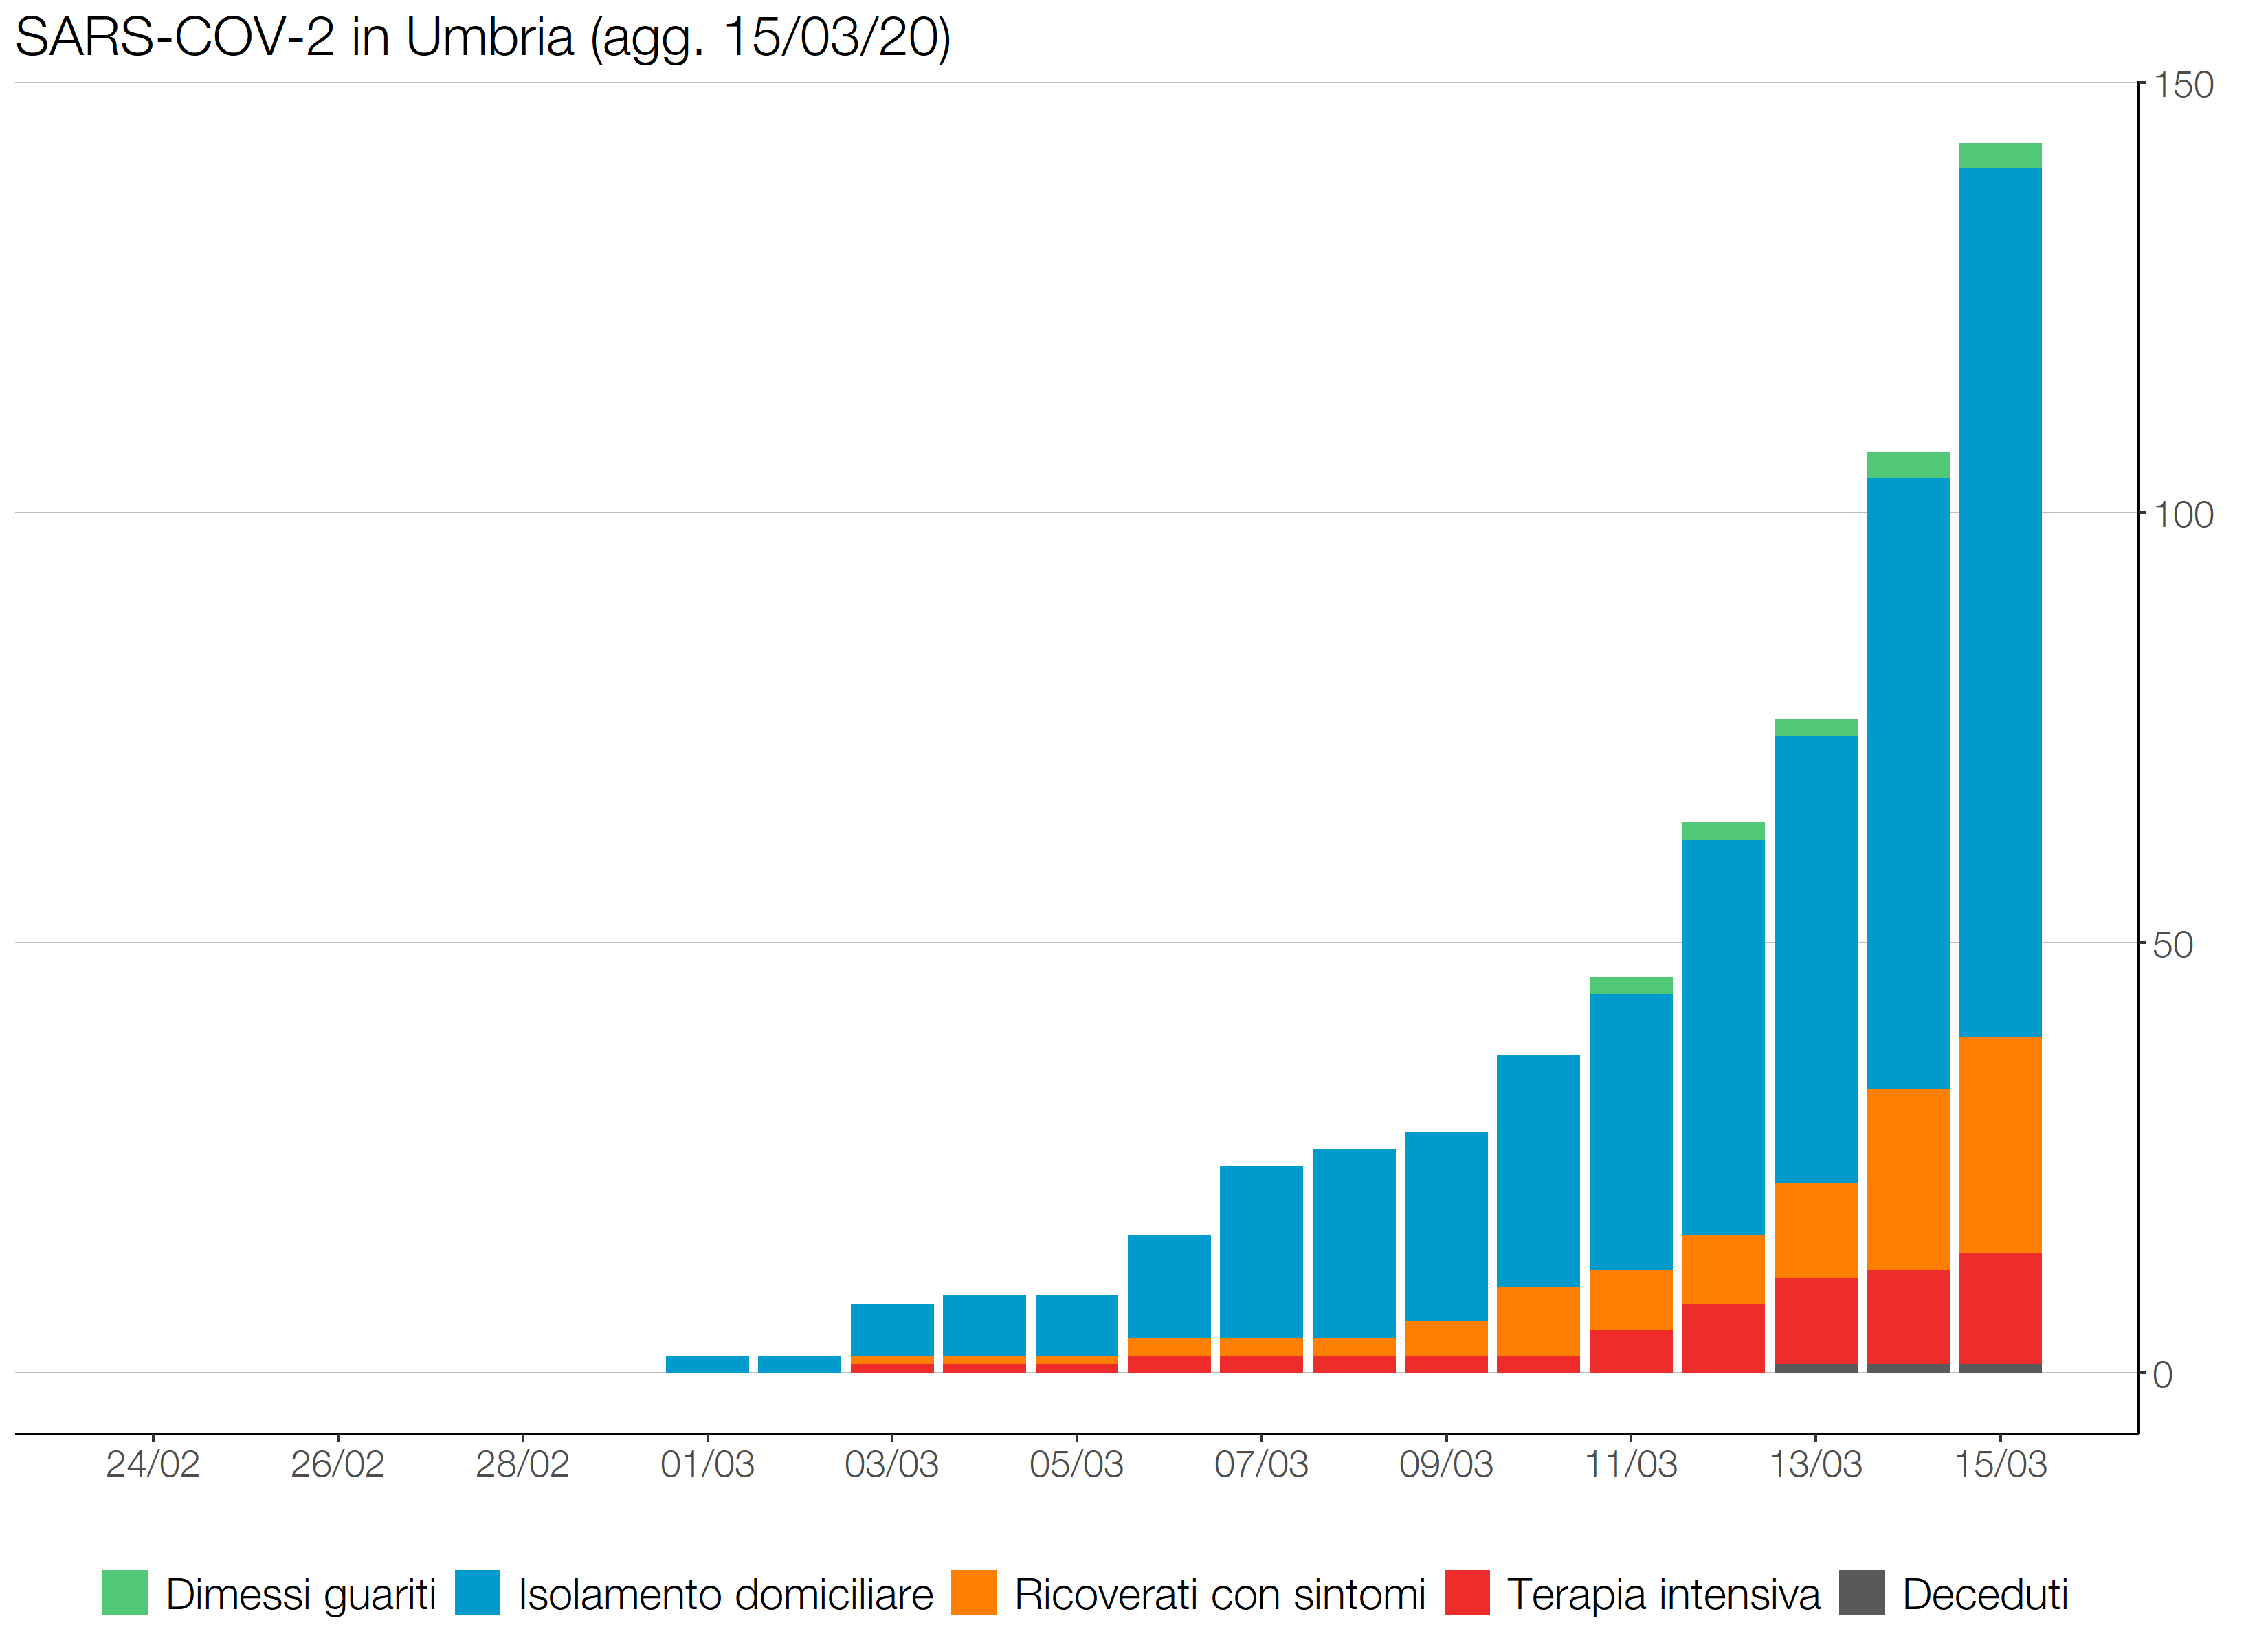 SARS-COV-2 in Umbria (agg. 15/03/20)
150
100
50
0
24/02 26/02 28/02 01/03 03/03 05/03 07/03 09/03 11/03 13/03 15/03
Dimessi guariti Isolamento domiciliare Ricoverati con sintomi Terapia intensiva Deceduti